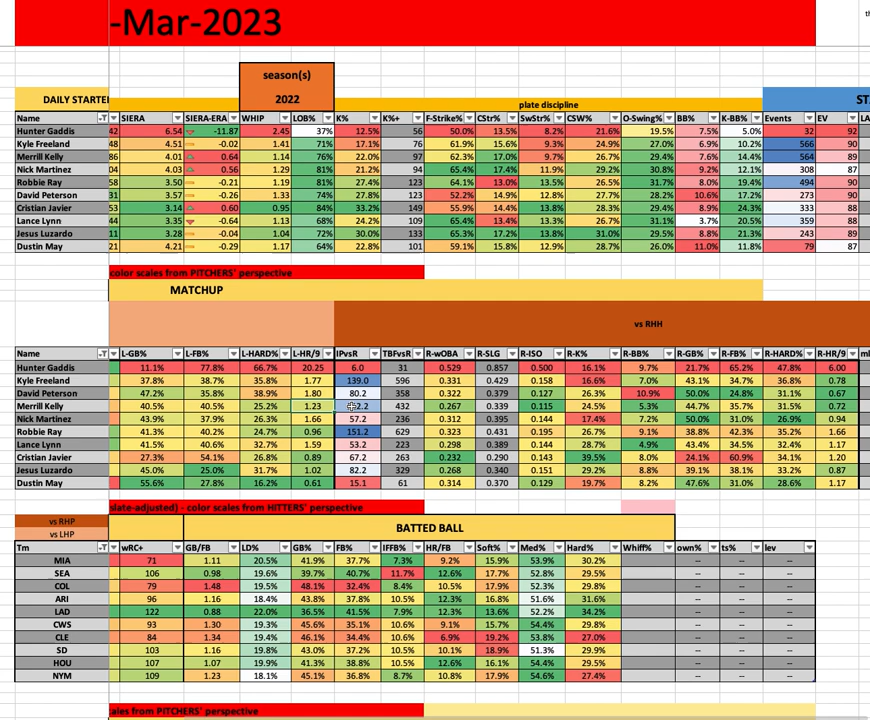 -Mar-2023
th
season(s)
DAILY STARTE 2022 plate discipline ST
Name SIERA SIERA-ERA WHIP LOB% K% K%+ F-Strike% CStr% SwStr% CSW% O-Swing% BB% K-BB% Events EV LA
Hunter Gaddis 42 6.54 -11.87 2.45 37% 12.5% 56 50.0% 13.5% 8.2% 21.6% 19.5% 7.5% 5.0% 32 92
Kyle Freeland 48 4.51 -0.02 1.41 71% 17.1% 76 61.9% 15.6% 9.3% 24.9% 27.0% 6.9% 10.2% 566 90
Merrill Kelly 86 4.01 0.64 1.14 76% 22.0% 97 62.3% 17.0% 9.7% 26.7% 29.4% 7.6% 14.4% 564 89
Nick Martinez 04 4.03 0.56 1.29 81% 21.2% 94 65.4% 17.4% 11.9% 29.2% 30.8% 9.2% 12.1% 308 87
Robbie Ray 58 3.50 -0.21 1.19 81% 27.4% 123 64.1% 13.0% 13.5% 26.5% 31.7% 8.0% 19.4% 494 90
David Peterson 31 3.57 -0.26 1.33 74% 27.8% 123 52.2% 14.9% 12.8% 27.7% 28.2% 10.6% 17.2% 273 90
Cristian Javier 53 3.14 0.60 0.95 84% 33.2% 149 55.9% 14.4% 13.8% 28.3% 29.4% 8.9% 24.3% 333 88
Lance Lynn 44 3.35 -0.64 1.13 68% 24.2% 109 65.4% 13.4% 13.3% 26.7% 31.1% 3.7% 20.5% 359 88
Jesus Luzardo 11 3.28 -0.04 1.04 72% 30.0% 133 65.3% 17.2% 13.8% 31.0% 29.5% 8.8% 21.3% 243 89
Dustin May 21 4.21 -0.29 1.17 64% 22.8% 101 59.1% 15.8% 12.9% 28.7% 26.0% 11.0% 11.8% 79 87
color scales from PITCHERS' perspective
MATCHUP
vs RHH
Name L-GB% L-FB% L-HARD% L-HR/9 IPvsR TBFvsR R-wOBA R-SLG R-ISO R-K% R-BB% R-GB% R-FB% R-HARD% R-HR/9
Hunter Gaddis 11.1% 77.8% 66.7% 20.25 6.0 31 0.529 0.857 0.500 16.1% 9.7% 21.7% 65.2% 47.8% 6.00
Kyle Freeland 37.8% 38.7% 35.8% 1.77 139.0 596 0.331 0.429 0.158 16.6% 7.0% 43.1% 34.7% 36.8% 0.78
David Peterson 47.2% 35.8% 38.9% 1.80 80.2 358 0.322 0.379 0.127 26.3% 10.9% 50.0% 24.8% 31.1% 0.67
Merrill Kelly 40.5% 40.5% 25.2% 1.23 2.2 432 0.267 0.339 0.115 24.5% 5.3% 44.7% 35.7% 31.5% 0.72
Nick Martinez 43.9% 37.9% 26.3% 1.66 57.2 236 0.312 0.395 0.144 17.4% 7.2% 50.0% 31.0% 26.9% 0.94
Robbie Ray 41.3% 40.2% 24.7% 0.96 151.2 629 0.323 0.431 0.195 26.7% 9.1% 38.8% 42.3% 35.2% 1.66
Lance Lynn 41.5% 40.6% 32.7% 1.59 53.2 223 0.298 0.389 0.144 28.7% 4.9% 43.4% 34.5% 32.4% 1.17
Cristian Javier 27.3% 54.1% 26.8% 0.89 67.2 263 0.232 0.290 0.143 39.5% 8.0% 24.1% 60.9% 34.1% 1.20
Jesus Luzardo 45.0% 25.0% 31.7% 1.02 82.2 329 0.268 0.340 0.151 29.2% 8.8% 39.1% 38.1% 33.2% 0.87
Dustin May 55.6% 27.8% 16.2% 0.61 15.1 61 0.314 0.370 0.129 19.7% 8.2% 47.6% 31.0% 28.6% 1.17
slate-adjusted) - color scales from HITTERS' perspective
vs RHP
BATTED BALL
vs LHP
Tm wRC+ GB/FB LD% GB% FB% IFFB% HR/FB Soft% Med% Hard% Whiff% own% ts% lev
MIA 71 1.11 20.5% 41.9% 37.7% 7.3% 9.2% 15.9% 53.9% 30.2% -- -- --
SEA 106 0.98 19.6% 39.7% 40.7% 11.7% 12.6% 17.7% 52.8% 29.5% -- -- --
COL 79 1.48 19.5% 48.1% 32.4% 8.4% 10.5% 17.9% 52.3% 29.8% -- -- --
ARI 96 1.16 18.4% 43.8% 37.8% 10.5% 12.3% 16.8% 51.6% 31.6% -- -- --
LAD 122 0.88 22.0% 36.5% 41.5% 7.9% 12.3% 13.6% 52.2% 34.2% -- -- --
CWS 93 1.30 19.3% 45.6% 35.1% 10.6% 9.1% 15.7% 54.4% 29.8% -- -- --
CLE 84 1.34 19.4% 46.1% 34.4% 10.6% 6.9% 19.2% 53.8% 27.0% -- -- --
SD 103 1.16 19.8% 43.0% 37.2% 10.5% 10.8% 18.9% 51.3% 29.9% -- -- --
HOU 107 1.07 19.9% 41.3% 38.8% 10.5% 12.6% 16.1% 54.4% 29.5% -- -- --
NYM 109 1.23 18.1% 45.1% 36.8% 8.7% 10.8% 17.9% 54.6% 27.4% -- -- --
ales from PITCHERS' perspective